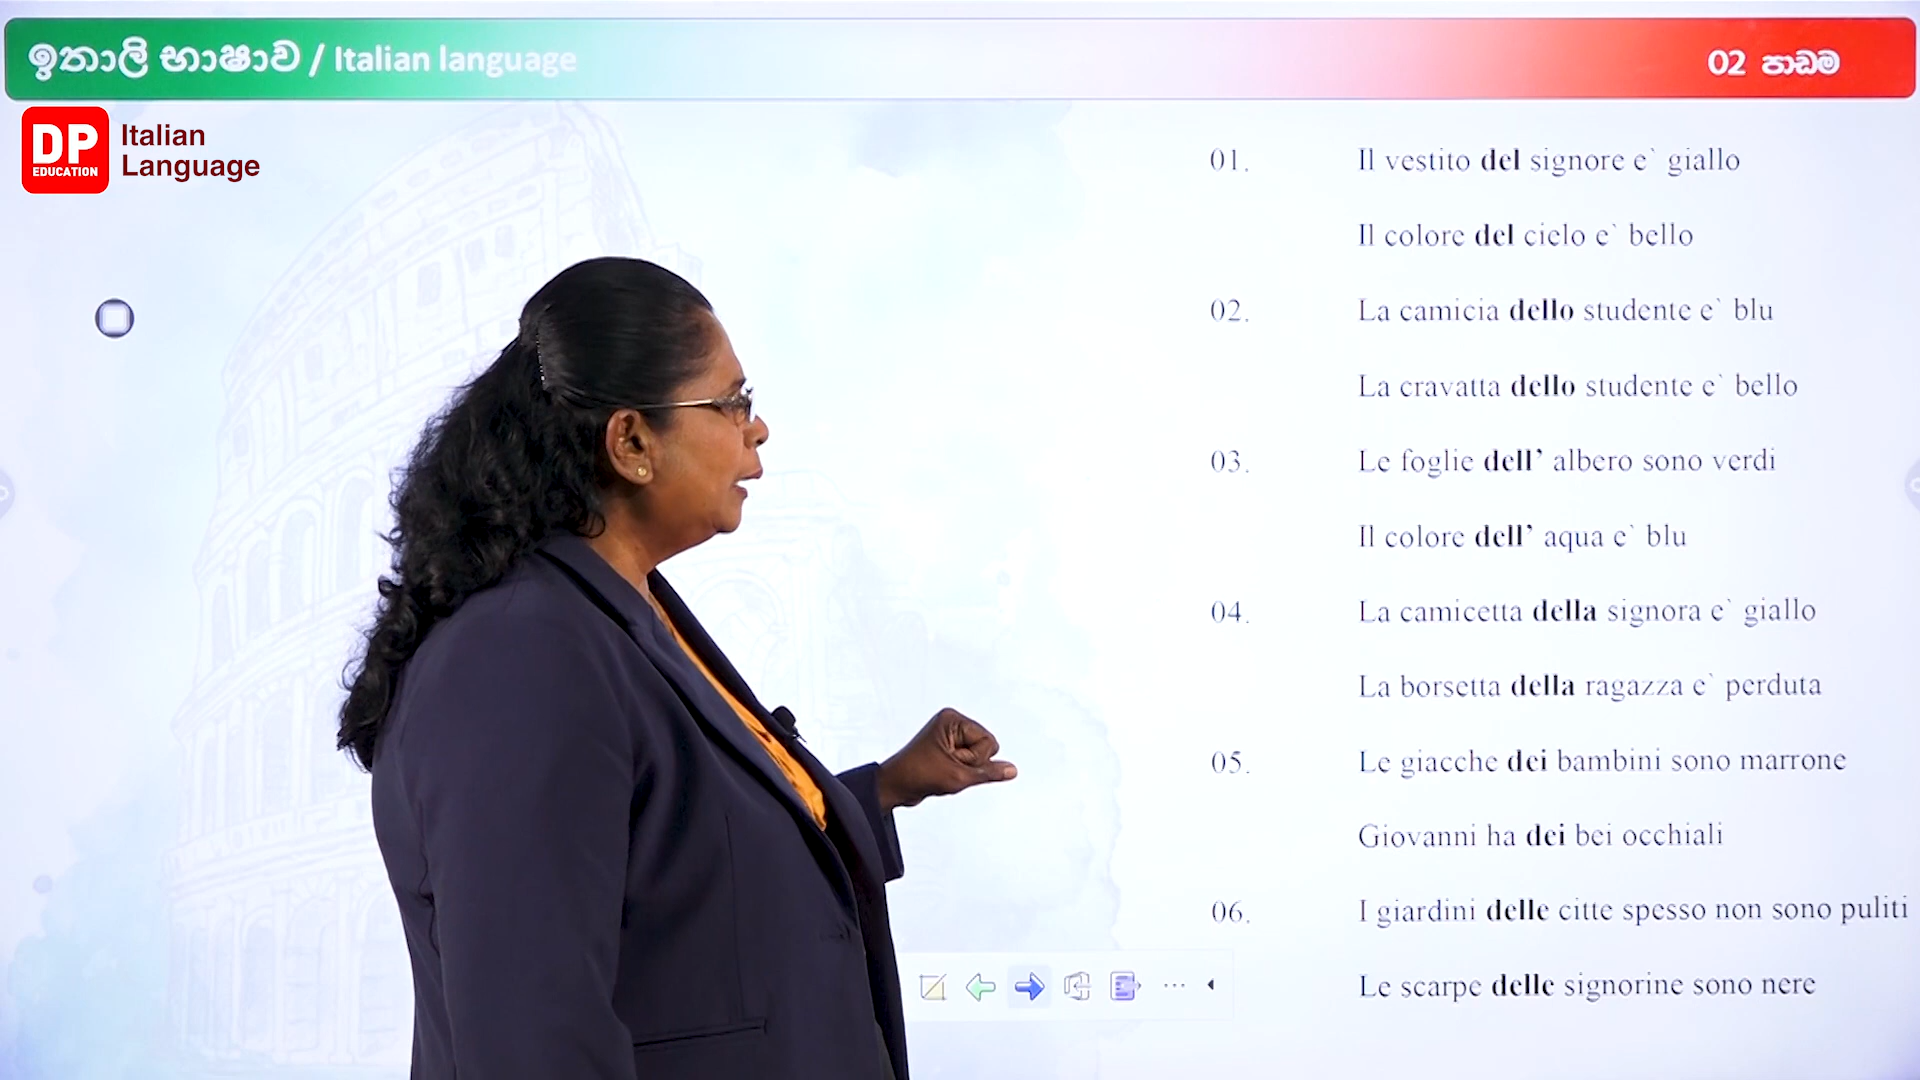 ඉතාලි භාෂාව / Italian language
02 පාඩම
DP
EDUCATION
Italian
Language
01. Il vestito del signore e` giallo
Il colore del cielo e` bello
02. La camicia dello studente e` blu
La cravatta dello studente e` bello
03. Le foglie dell’ albero sono verdi
Il colore dell’ aqua e` blu
04. La camicetta della signora e` giallo
La borsetta della ragazza e` perduta
05. Le giacche dei bambini sono marrone
Giovanni ha dei bei occhiali
06. I giardini delle citte spesso non sono puliti
Le scarpe delle signorine sono nere